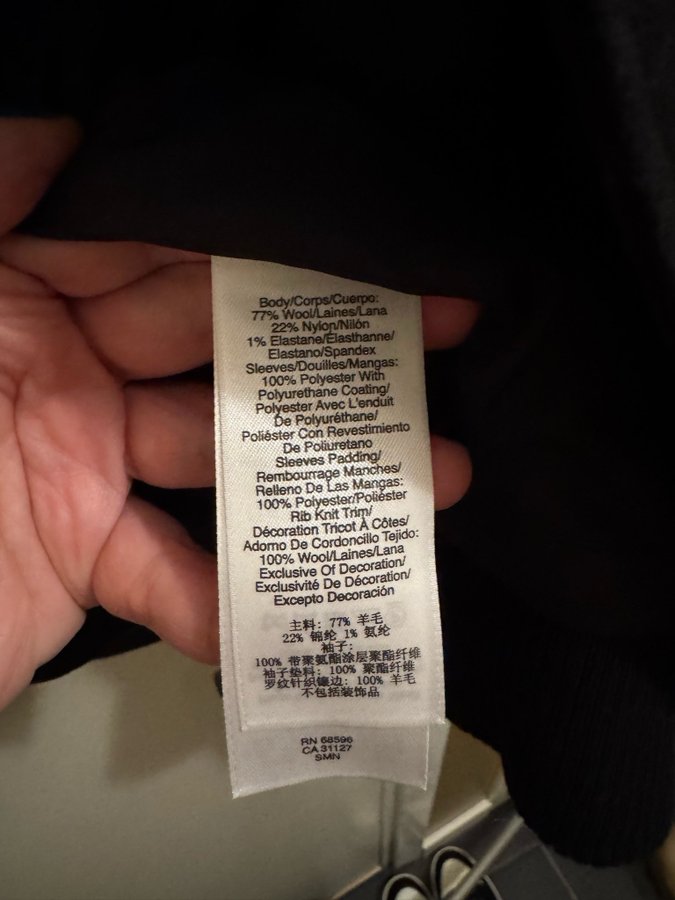 Body/Corps/Cuerpo:
77% Wool/Laines/Lana
22% Nylon/Nilón
1% Elastane/Élasthanne/
Elastano/Spandex
Sleeves/Douilles/Mangas:
100% Polyester With
Polyurethane Coating/
Polyester Avec L'enduit
De Polyuréthane/
Poliéster Con Revestimiento
De Poliuretano
Sleeves Padding/
Rembourrage Manches/
Relleno De Las Mangas:
100% Polyester/Poliéster
Rib Knit Trim/
Décoration Tricot À Côtes/
Adorno De Cordoncillo Tejido:
100% Wool/Laines/Lana
Exclusive Of Decoration/
Exclusivité De Décoration/
Excepto Decoración
主料: 77% 羊毛
22% 锦纶 1% 氨纶
袖子:
100% 带聚氨酯涂层聚酯纤维
袖子垫料: 100% 聚酯纤维
罗纹针织镶边: 100% 羊毛
不包括装饰品
RN 68596
CA 31127
SMN